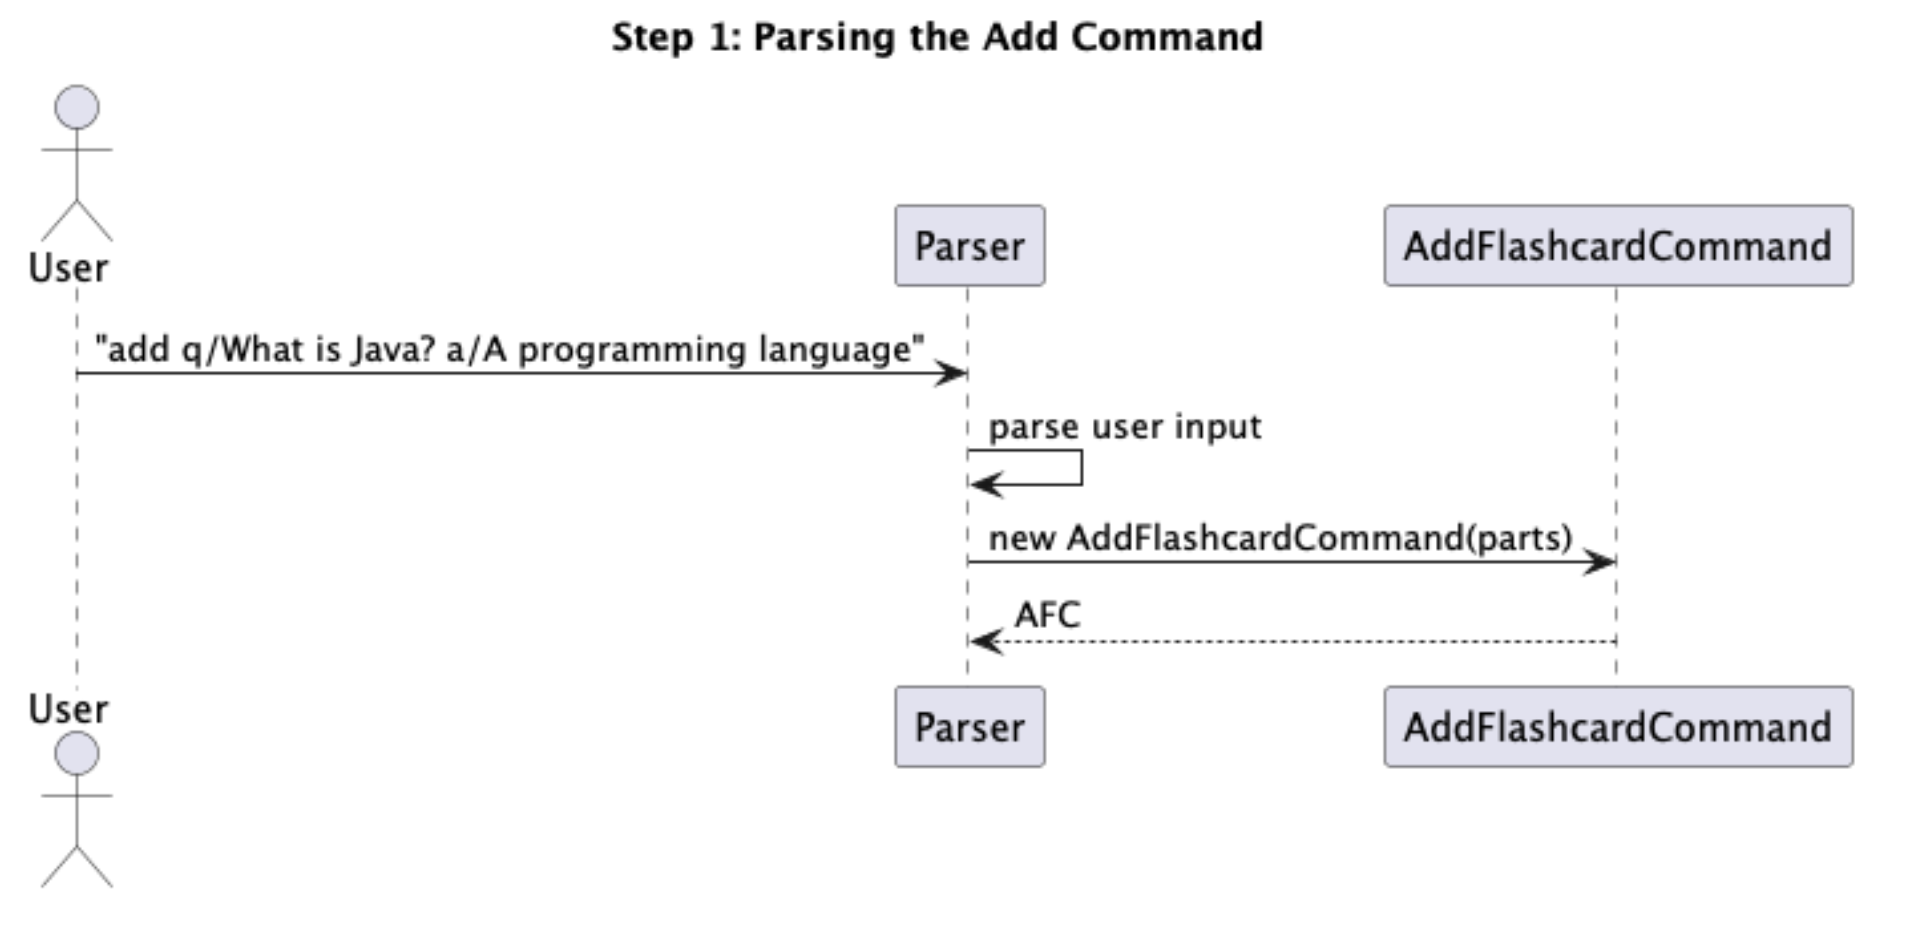 Step 1: Parsing the Add Command
User
Parser
AddFlashcardCommand
"add q/What is Java? a/A programming language"
parse user input
new AddFlashcardCommand(parts)
AFC
User
Parser
AddFlashcardCommand